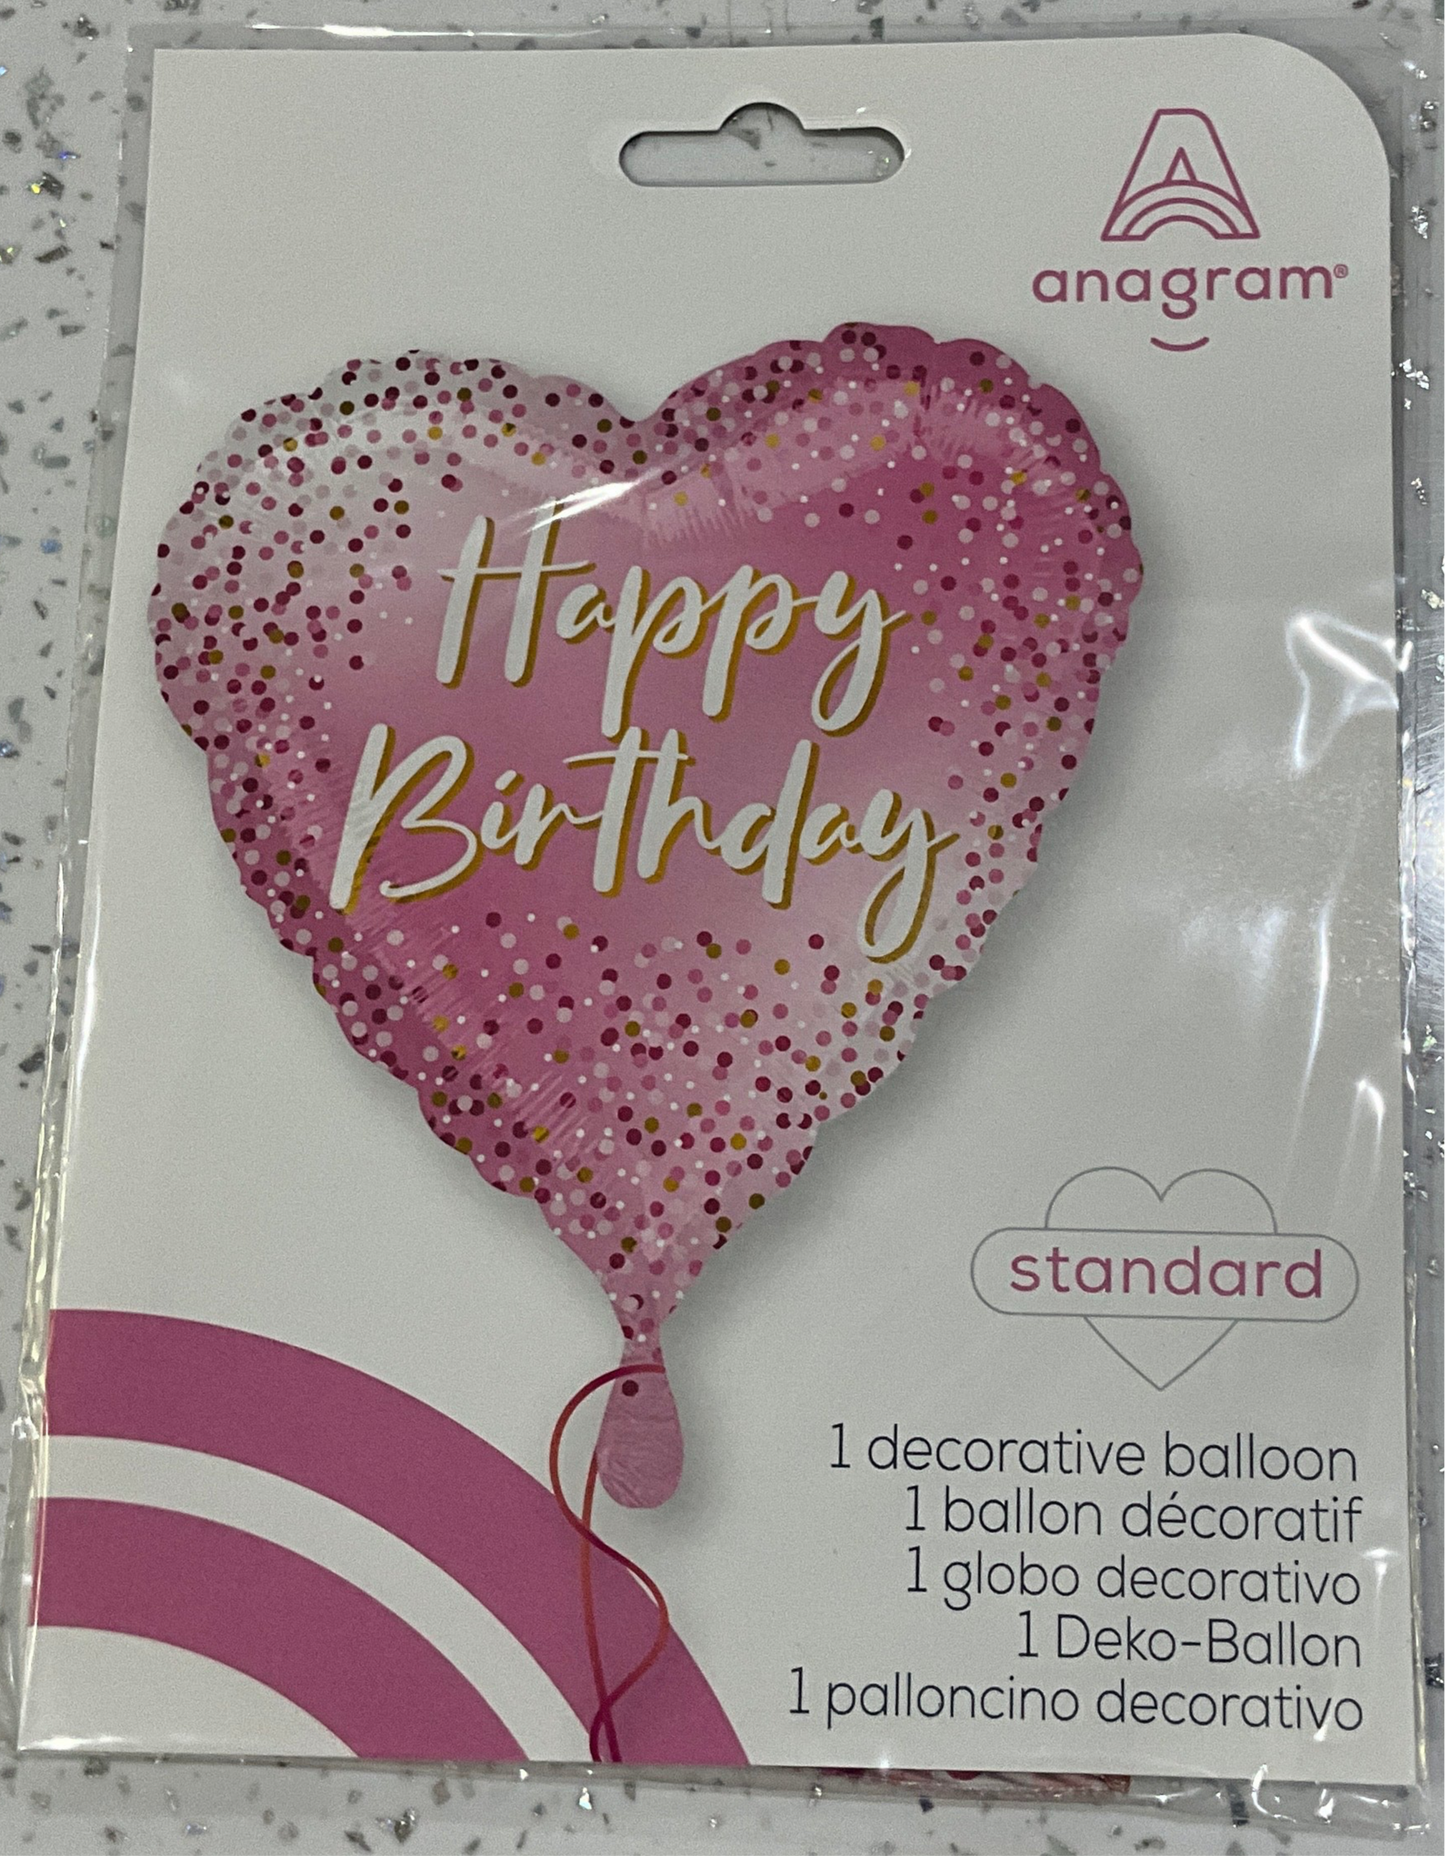 anagram®
Happy
Birthday
standard
1 decorative balloon
1 ballon décoratif
1 globo decorativo
1 Deko-Ballon
1 palloncino decorativo